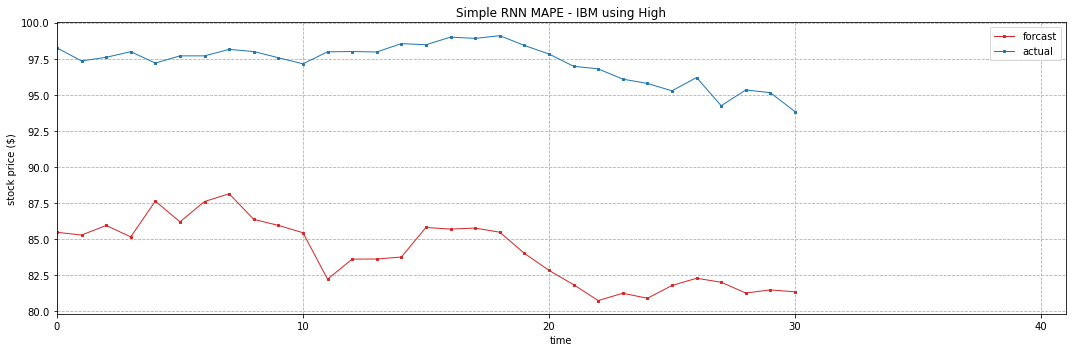 Simple RNN MAPE - IBM using High
100.0
97.5
95.0
92.5
90.0
87.5
85.0
82.5
80.0
stock price ($)
forcast
actual
0 10 20 30 40
time